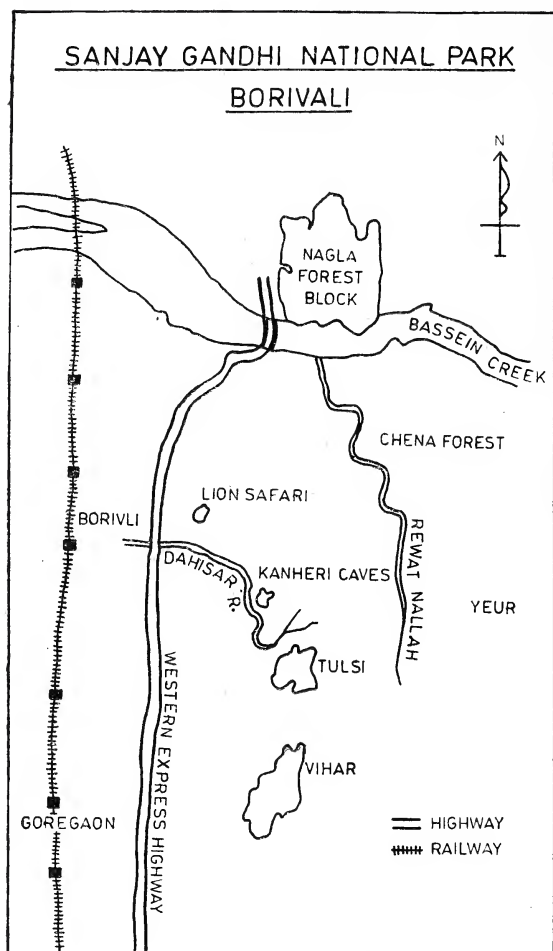 SANJAY GANDHI NATIONAL PARK
BORIVALI
N
NAGLA
FOREST
BLOCK
BASSEIN CREEK
CHENA FOREST
LION SAFARI
BORIVLI
DAHISAR R.
KANHERI CAVES
REWAT NALLAH
YEUR
TULSI
WESTERN EXPRESS HIGHWAY
VIHAR
GOREGAON
HIGHWAY
RAILWAY